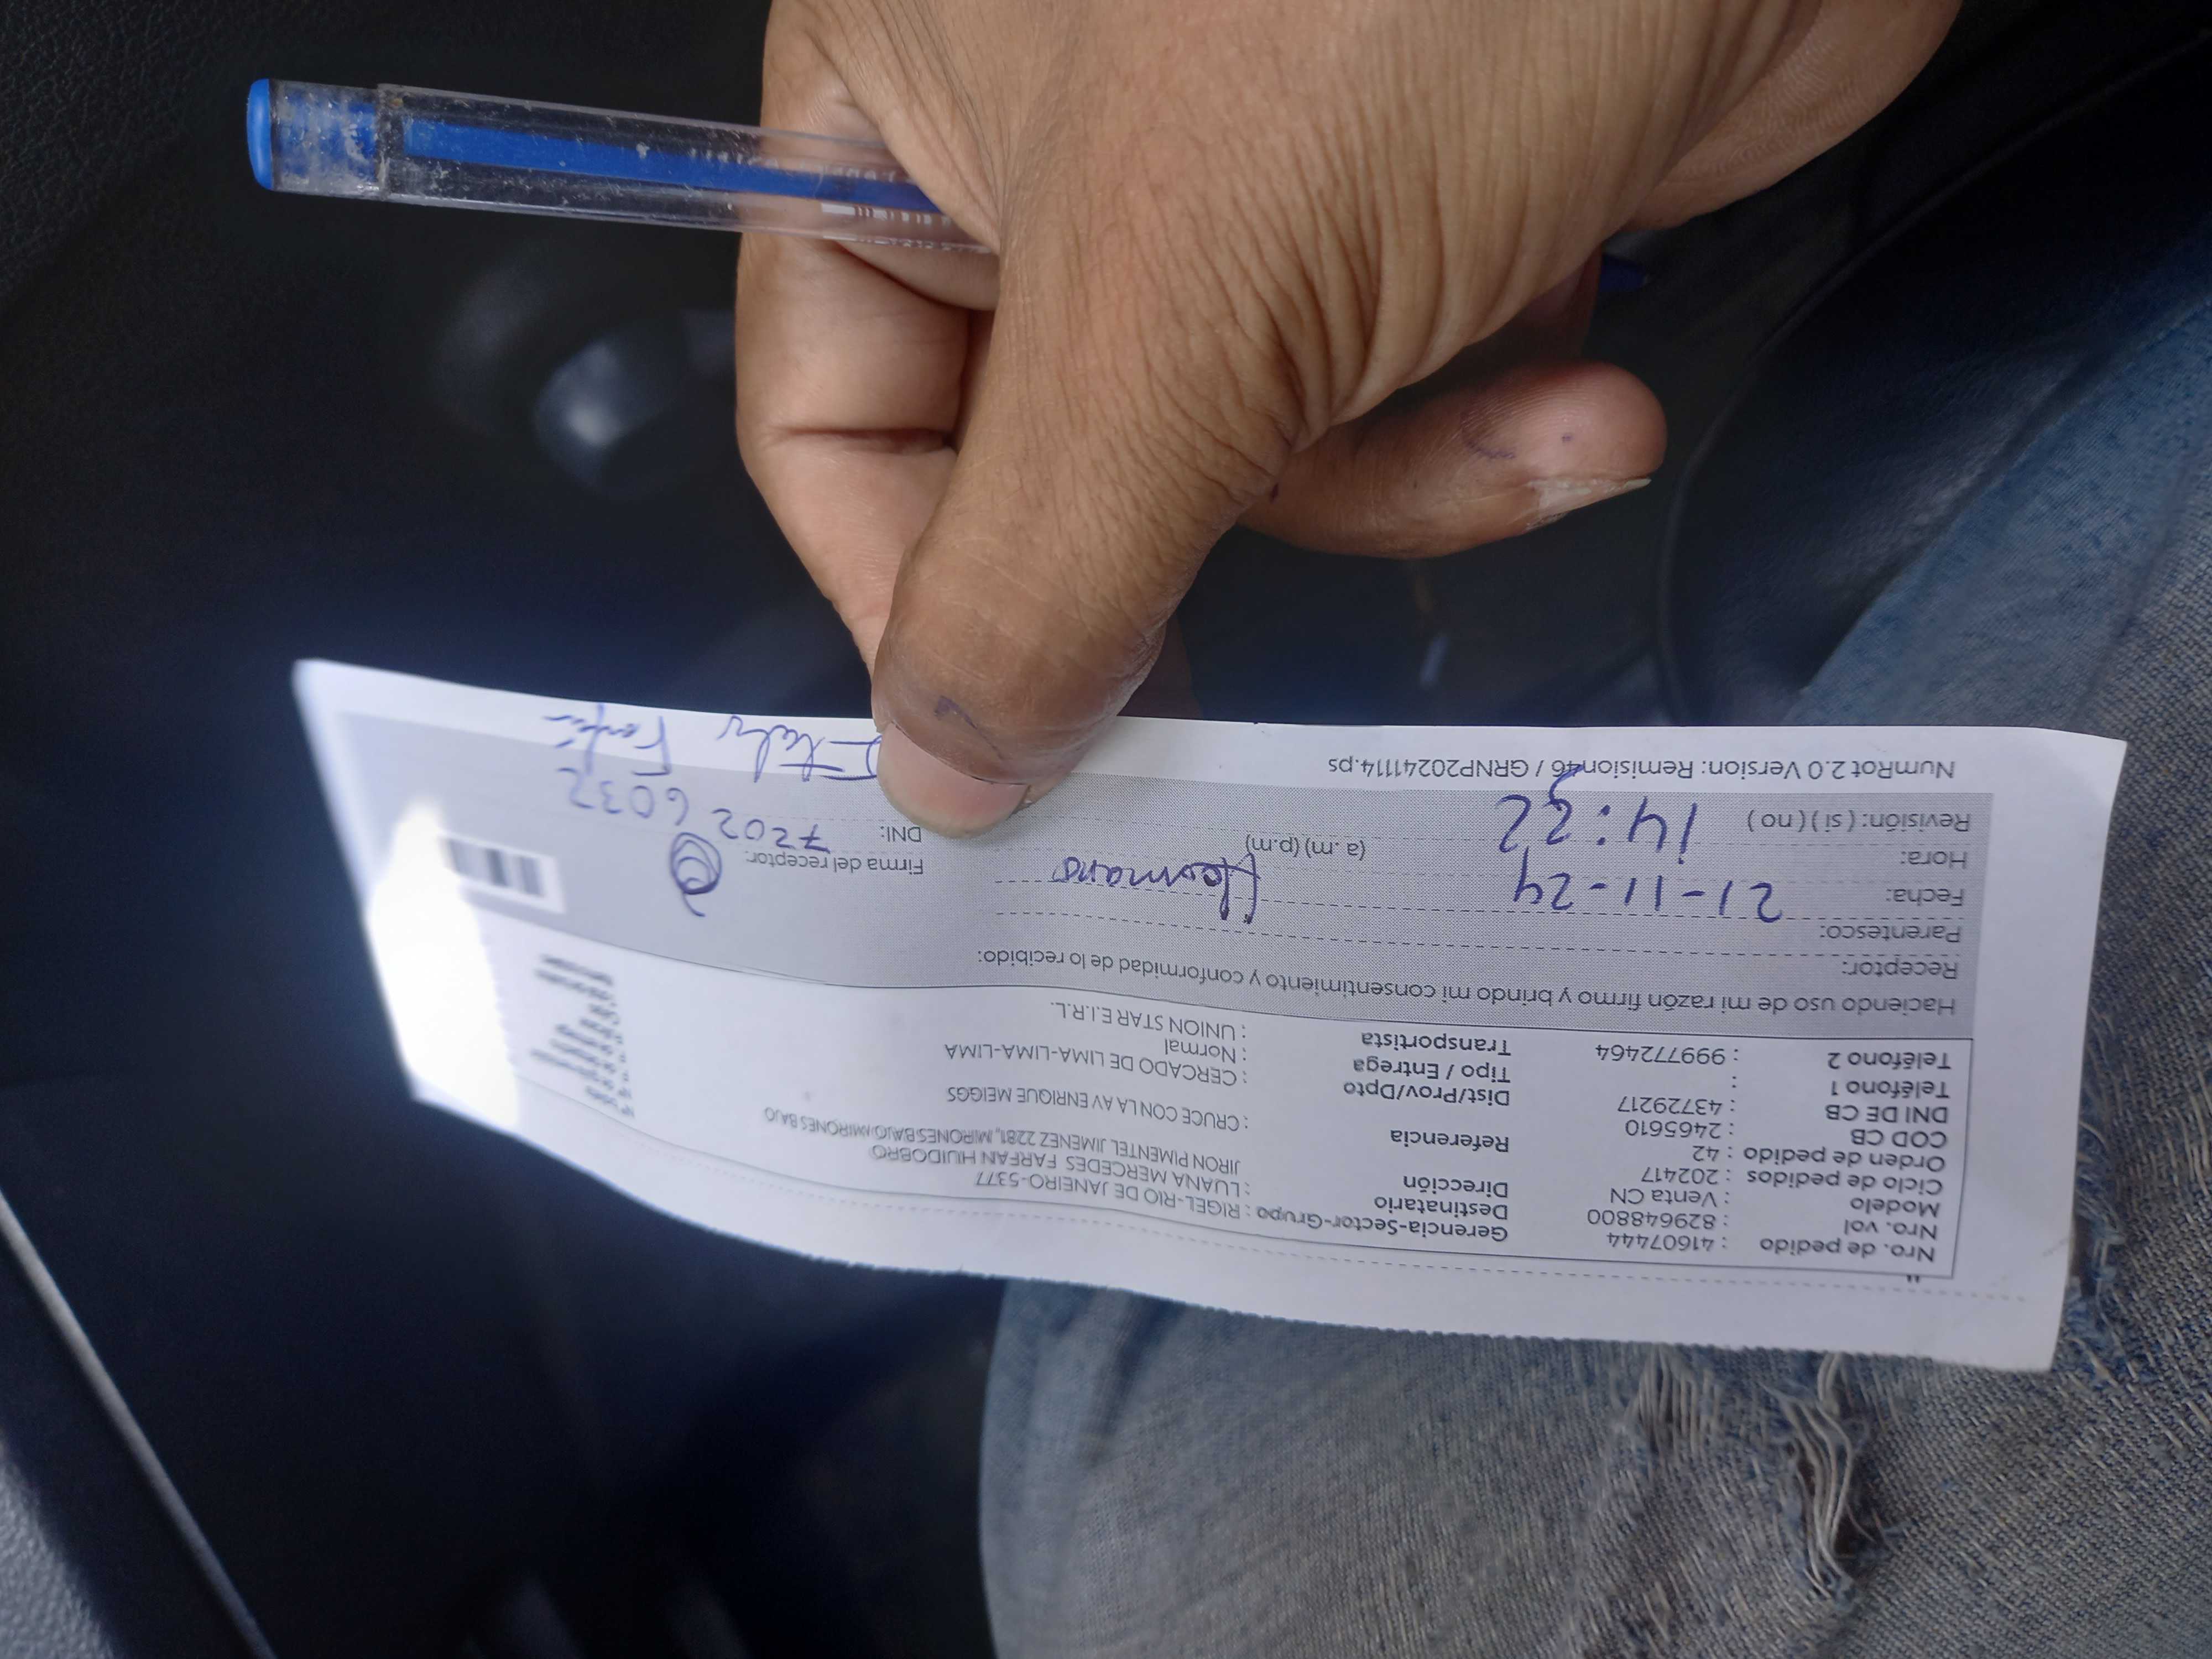 Nro. de pedido : 41607444 Gerencia-Sector-Grupo : RIGEL-RIO DE JANEIRO-5377
Nro. vol : 829648800 Destinatario : LUANA MERCEDES FARFAN HUIDOBRO
Modelo : Venta CN Dirección JIRON PIMENTEL JIMENEZ 2281, MIRONES BAJO/MIRONES BAJO
Ciclo de pedidos : 202417
Orden de pedido : 42 Referencia : CRUCE CON LA AV ENRIQUE MEIGGS
COD CB : 2465610
DNI DE CB : 43729217 Dist/Prov/Dpto : CERCADO DE LIMA-LIMA-LIMA
Teléfono 1 : Tipo / Entrega : Normal
Teléfono 2 : 999772464 Transportista : UNION STAR E.I.R.L.
Haciendo uso de mi razón firmo y brindo mi consentimiento y conformidad de lo recibido:
Receptor:
Parentesco: Hermano
Fecha: 21-11-24 Firma del receptor:
Hora: 14:22 (a.m.) (p.m) DNI: 72026032
Revisión: ( si ) ( no )
NumRot 2.0 Version: Remision46 / GRNP20241114.ps